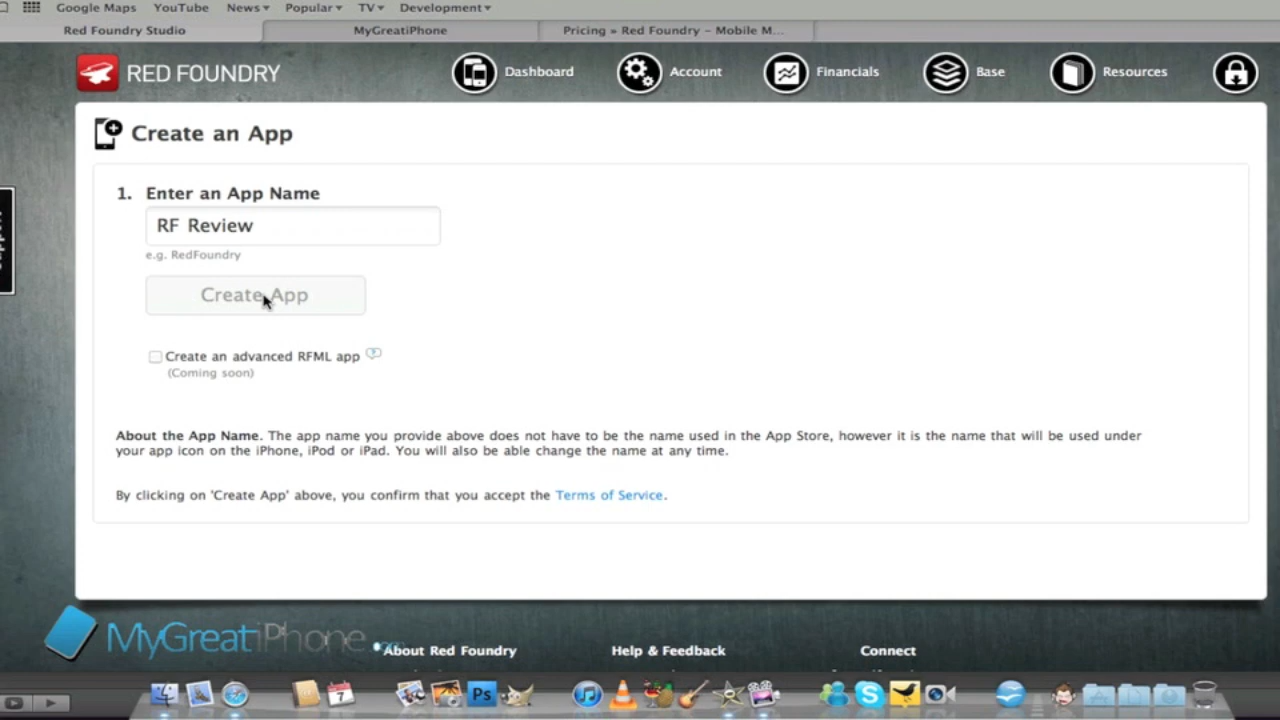 Google Maps YouTube News▾ Popular▾ TV▾ Development▾
Red Foundry Studio MyGreatiPhone Pricing » Red Foundry – Mobile M...
RED FOUNDRY Dashboard Account Financials Base Resources
Create an App
1. Enter an App Name
RF Review
e.g. RedFoundry
Create App
Create an advanced RFML app
(Coming soon)
About the App Name. The app name you provide above does not have to be the name used in the App Store, however it is the name that will be used under
your app icon on the iPhone, iPod or iPad. You will also be able change the name at any time.
By clicking on 'Create App' above, you confirm that you accept the Terms of Service.
MyGreatiPhone.com
About Red Foundry Help & Feedback Connect
7 Ps